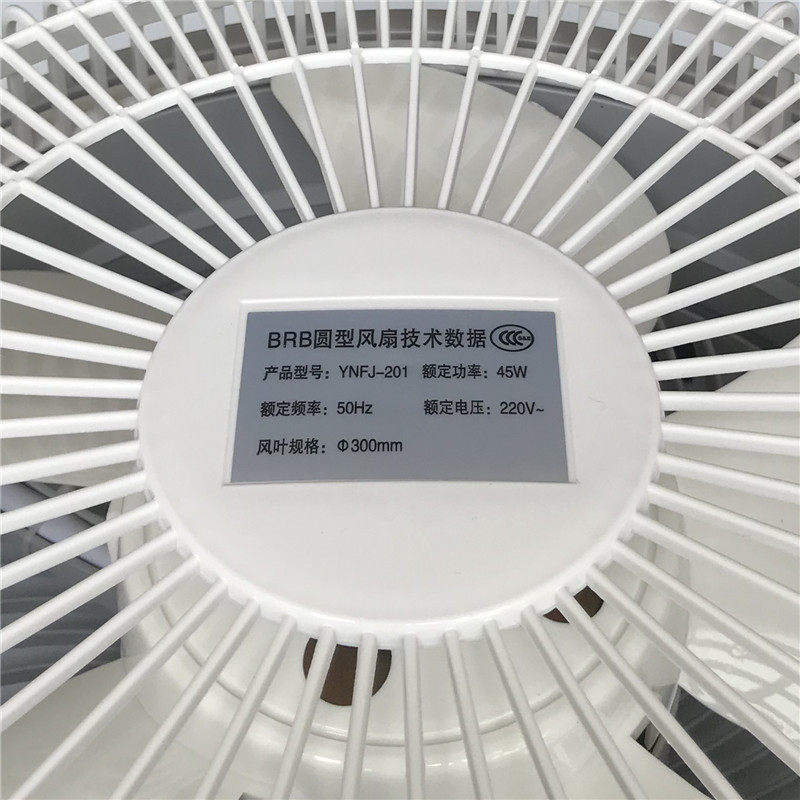 BRB圆型风扇技术数据
产品型号：YNFJ-201 额定功率：45W
额定频率：50Hz 额定电压：220V~
风叶规格：Φ300mm